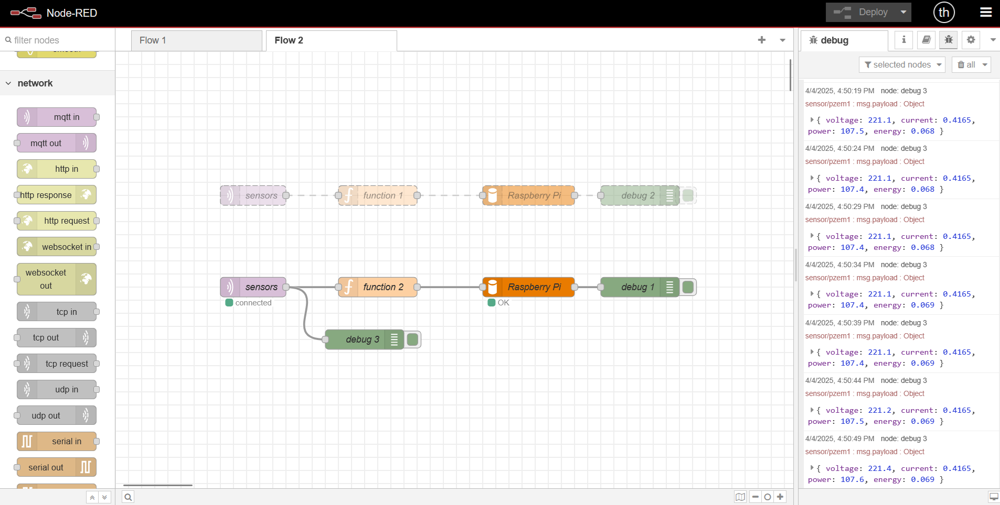 Node-RED
Deploy
th
filter nodes
Flow 1
Flow 2
debug
i
selected nodes
all
network
mqtt in
mqtt out
http in
http response
http request
websocket in
websocket
out
tcp in
tcp out
tcp request
udp in
udp out
serial in
serial out
sensors
function 1
Raspberry Pi
debug 2
sensors
function 2
Raspberry Pi
debug 1
connected
OK
debug 3
4/4/2025, 4:50:19 PM node: debug 3
sensor/pzem1 : msg.payload : Object
{ voltage: 221.1, current: 0.4165,
power: 107.5, energy: 0.068 }
4/4/2025, 4:50:24 PM node: debug 3
sensor/pzem1 : msg.payload : Object
{ voltage: 221.1, current: 0.4165,
power: 107.4, energy: 0.068 }
4/4/2025, 4:50:29 PM node: debug 3
sensor/pzem1 : msg.payload : Object
{ voltage: 221.1, current: 0.4165,
power: 107.4, energy: 0.068 }
4/4/2025, 4:50:34 PM node: debug 3
sensor/pzem1 : msg.payload : Object
{ voltage: 221.1, current: 0.4165,
power: 107.4, energy: 0.069 }
4/4/2025, 4:50:39 PM node: debug 3
sensor/pzem1 : msg.payload : Object
{ voltage: 221.1, current: 0.4165,
power: 107.4, energy: 0.069 }
4/4/2025, 4:50:44 PM node: debug 3
sensor/pzem1 : msg.payload : Object
{ voltage: 221.2, current: 0.4165,
power: 107.5, energy: 0.069 }
4/4/2025, 4:50:49 PM node: debug 3
sensor/pzem1 : msg.payload : Object
{ voltage: 221.4, current: 0.4165,
power: 107.6, energy: 0.069 }